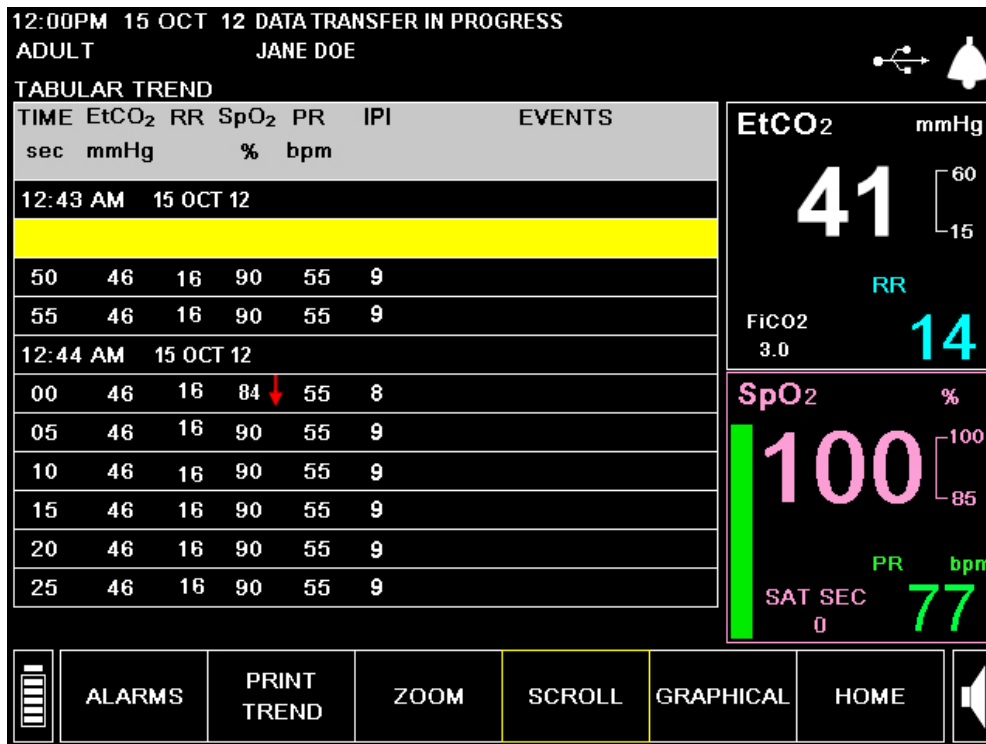 12:00PM 15 OCT 12 DATA TRANSFER IN PROGRESS
ADULT JANE DOE
TABULAR TREND
TIME EtCO₂ RR SpO₂ PR IPI EVENTS
sec mmHg % bpm
12:43 AM 15 OCT 12
50 46 16 90 55 9
55 46 16 90 55 9
12:44 AM 15 OCT 12
00 46 16 84 55 8
05 46 16 90 55 9
10 46 16 90 55 9
15 46 16 90 55 9
20 46 16 90 55 9
25 46 16 90 55 9
EtCO2 mmHg
41 60
15
RR
FiCO2
3.0 14
SpO2 %
100 100
85
PR bpm
SAT SEC 77
0
ALARMS
PRINT
TREND
ZOOM
SCROLL
GRAPHICAL
HOME